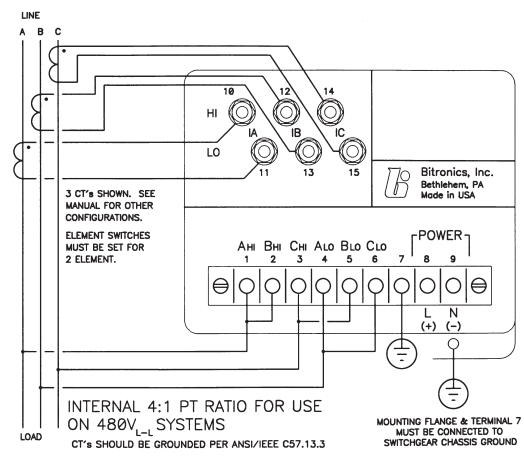 LINE
A B C
10 12 14
HI
IA IB IC
LO
11 13 15
Bitronics, Inc.
Bethlehem, PA
Made in USA
3 CT's SHOWN. SEE
MANUAL FOR OTHER
CONFIGURATIONS.
ELEMENT SWITCHES
MUST BE SET FOR
2 ELEMENT.
POWER
AHI BHI CHI ALO BLO CLO
1 2 3 4 5 6 7 8 9
L N
(+) (-)
INTERNAL 4:1 PT RATIO FOR USE
ON 480VL-L SYSTEMS
LOAD
CT's SHOULD BE GROUNDED PER ANSI/IEEE C57.13.3
MOUNTING FLANGE & TERMINAL 7
MUST BE CONNECTED TO
SWITCHGEAR CHASSIS GROUND